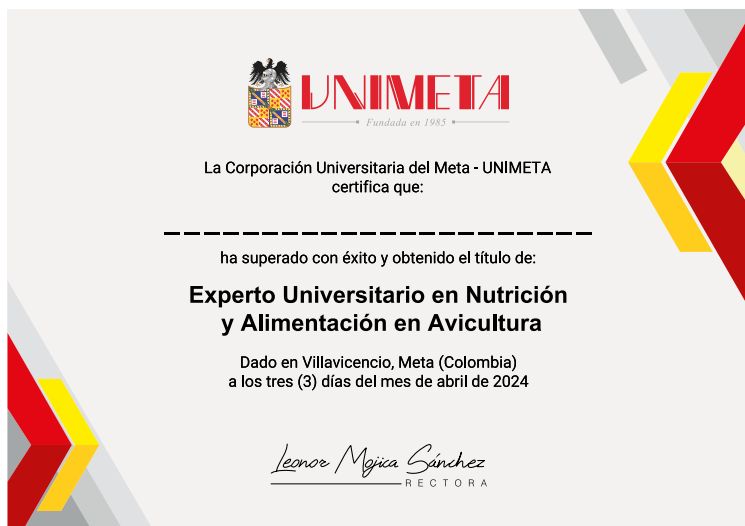 UNIMETA
Fundada en 1985
La Corporación Universitaria del Meta - UNIMETA
certifica que:
ha superado con éxito y obtenido el título de:
Experto Universitario en Nutrición
y Alimentación en Avicultura
Dado en Villavicencio, Meta (Colombia)
a los tres (3) días del mes de abril de 2024
Leonor Mojica Sánchez
RECTORA